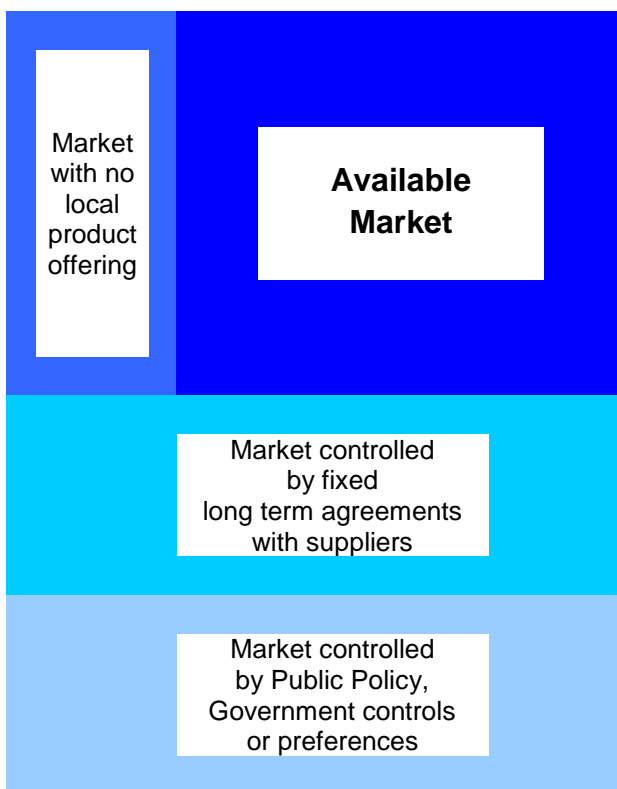 Market
with no
local
product
offering
Available
Market
Market controlled
by fixed
long term agreements
with suppliers
Market controlled
by Public Policy,
Government controls
or preferences